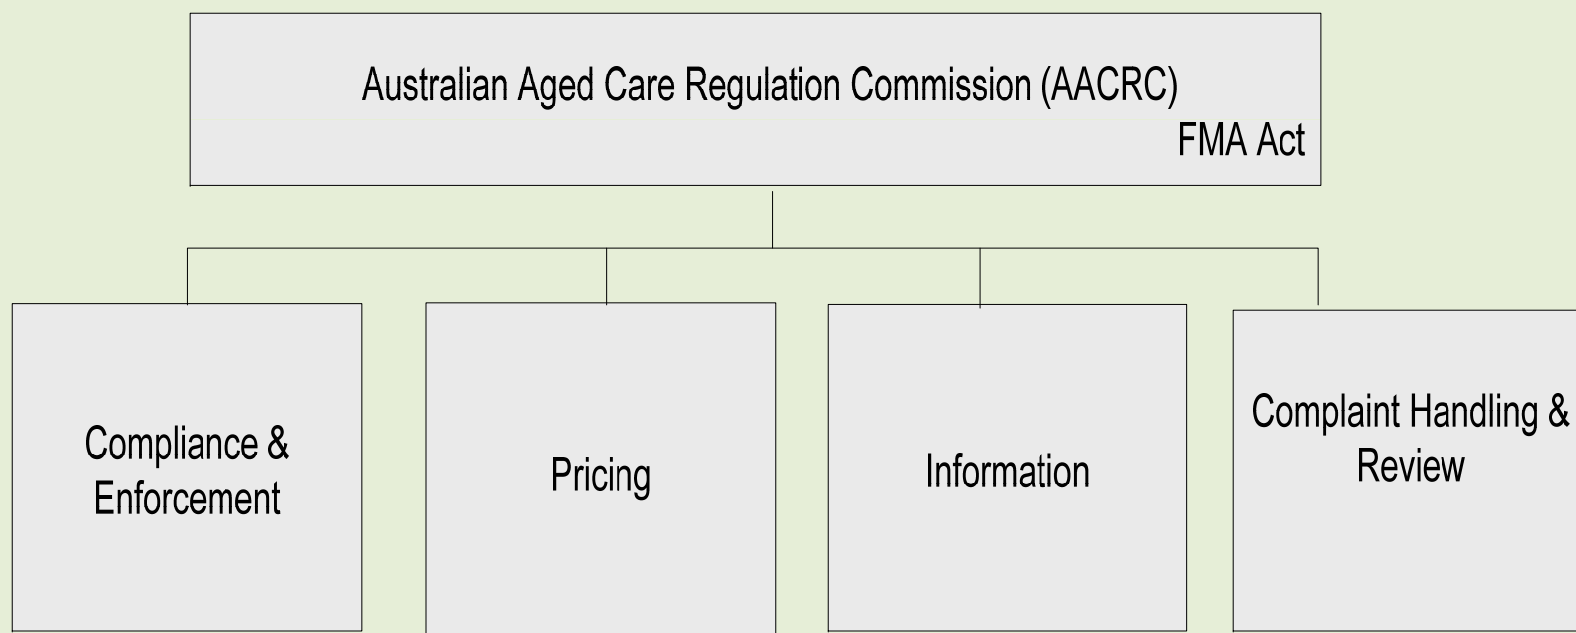 Australian Aged Care Regulation Commission (AACRC)
FMA Act
Compliance &
Enforcement
Pricing
Information
Complaint Handling &
Review